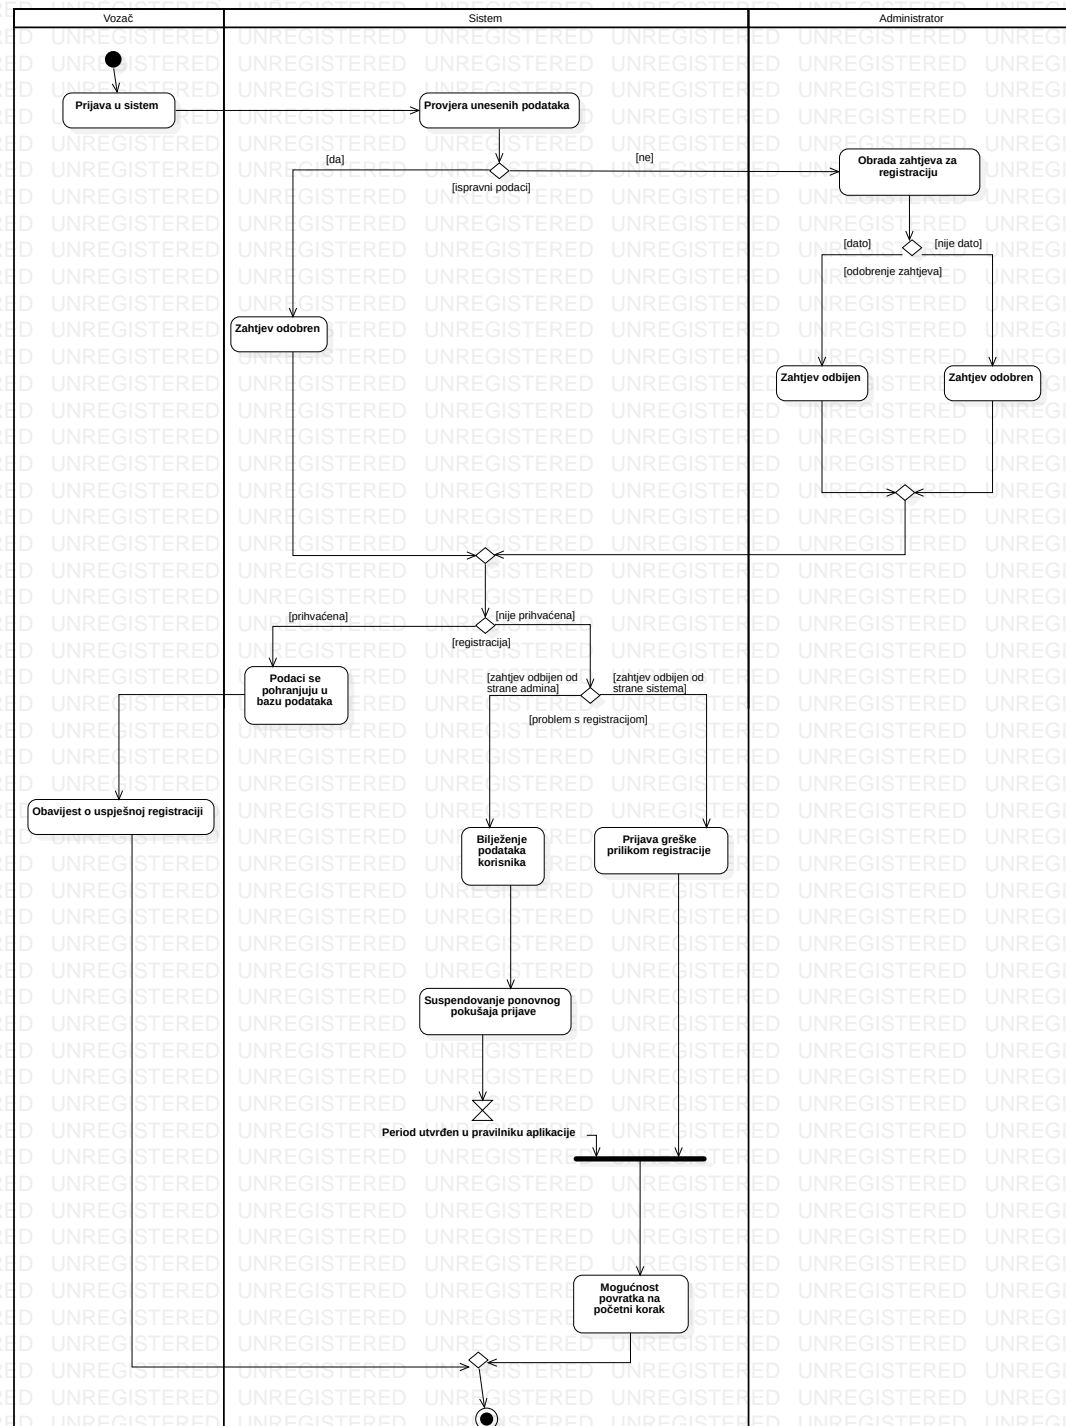 Vozač
Sistem
Administrator
Prijava u sistem
Provjera unesenih podataka
[da]
[ne]
[ispravni podaci]
Obrada zahtjeva za
registraciju
[dato]
[nije dato]
[odobrenje zahtjeva]
Zahtjev odobren
Zahtjev odbijen
Zahtjev odobren
[prihvaćena]
[nije prihvaćena]
[registracija]
Podaci se
pohranjuju u
bazu podataka
[zahtjev odbijen od
strane admina]
[zahtjev odbijen od
strane sistema]
[problem s registracijom]
Obavijest o uspješnoj registraciji
Bilježenje
podataka
korisnika
Prijava greške
prilikom registracije
Suspendovanje ponovnog
pokušaja prijave
Period utvrđen u pravilniku aplikacije
Mogućnost
povratka na
početni korak
UNREGISTERED